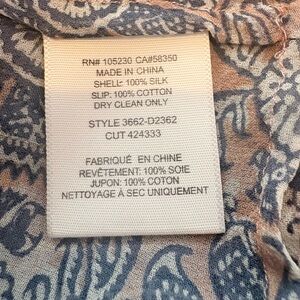 RN# 105230 CA#58350
MADE IN CHINA
SHELL: 100% SILK
SLIP: 100% COTTON
DRY CLEAN ONLY
STYLE 3662-D2362
CUT 424333
FABRIQUÉ EN CHINE
REVÊTEMENT: 100% SOIE
JUPON: 100% COTON
NETTOYAGE À SEC UNIQUEMENT